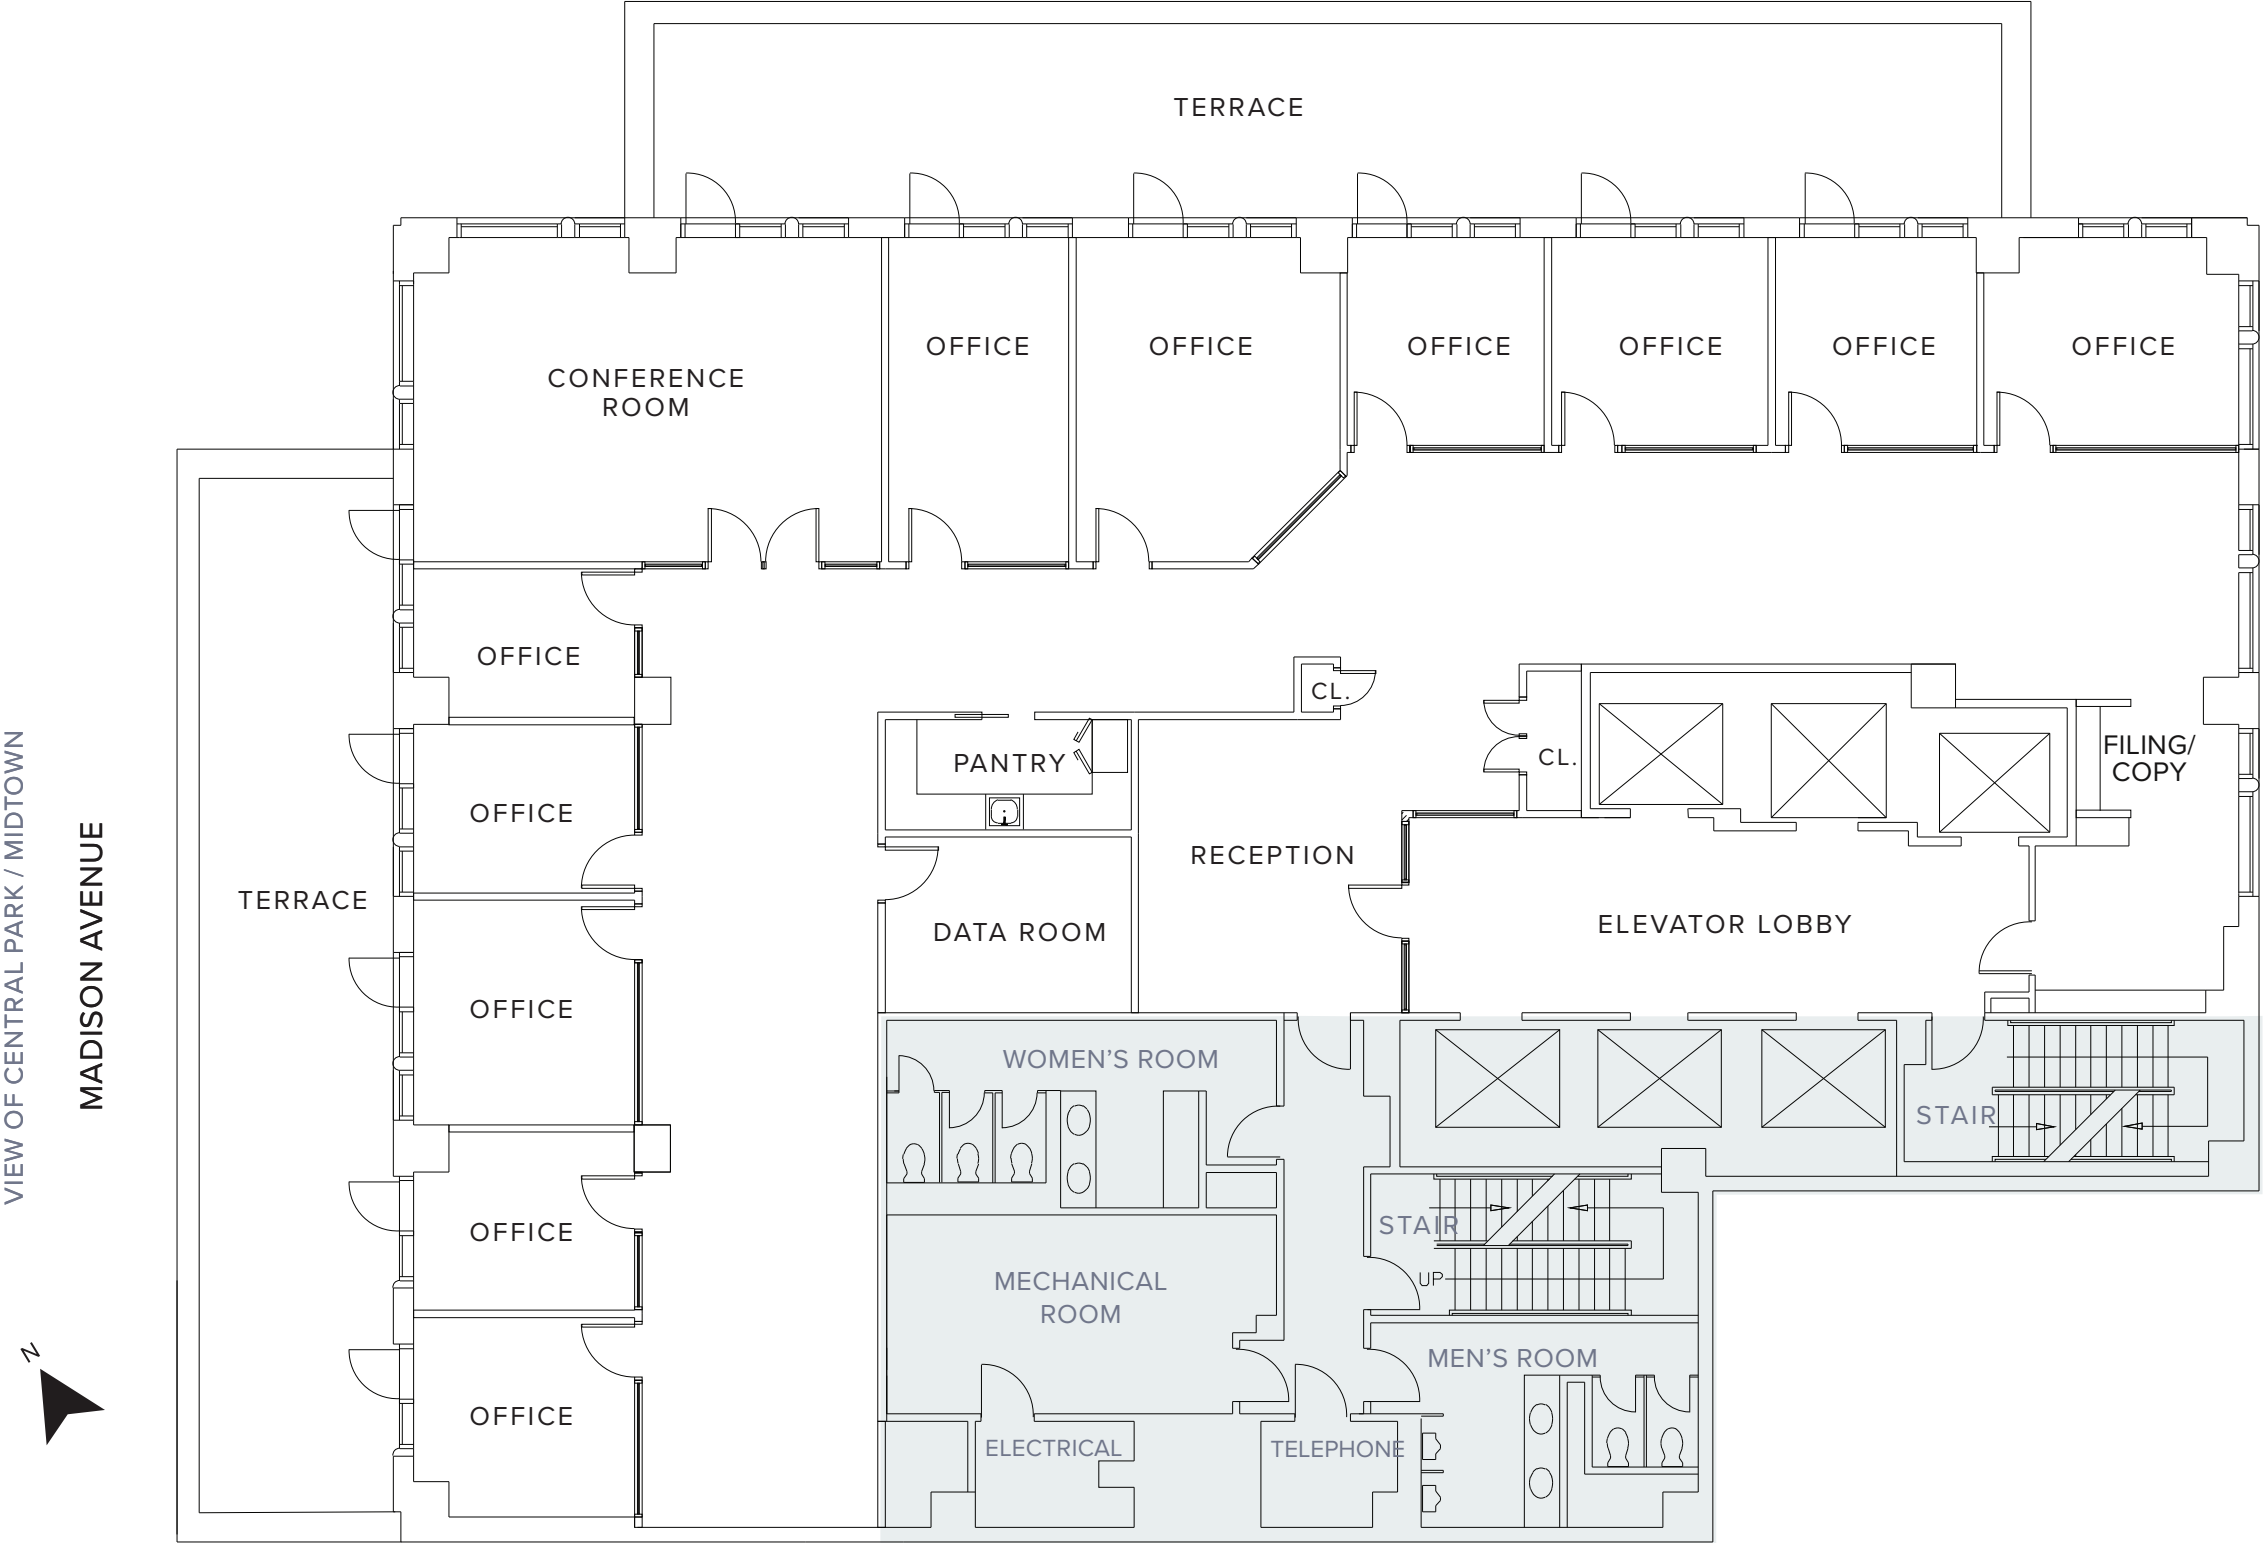 TERRACE
OFFICE
OFFICE
OFFICE
OFFICE
OFFICE
OFFICE
CONFERENCE
ROOM
OFFICE
CL.
PANTRY
CL.
FILING/
COPY
OFFICE
RECEPTION
TERRACE
ELEVATOR LOBBY
DATA ROOM
OFFICE
VIEW OF CENTRAL PARK / MIDTOWN
MADISON AVENUE
WOMEN’S ROOM
STAIR
OFFICE
STAIR
UP
MECHANICAL
ROOM
N
MEN’S ROOM
OFFICE
ELECTRICAL
TELEPHONE